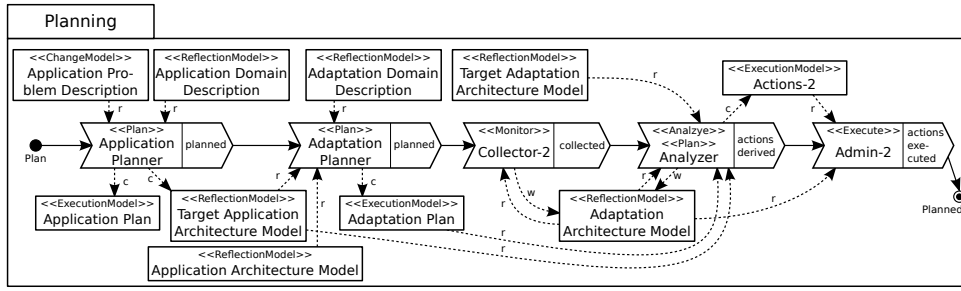 Planning
<<ChangeModel>>
Application Pro-
blem Description
<<ReflectionModel>>
Application Domain
Description
<<ReflectionModel>>
Adaptation Domain
Description
<<ReflectionModel>>
Target Adaptation
Architecture Model
<<ExecutionModel>>
Actions-2
r
r
r
r
c
r
Plan
<<Plan>>
Application
Planner
planned
<<Plan>>
Adaptation
Planner
planned
<<Monitor>>
Collector-2
collected
<<Analzye>>
<<Plan>>
Analyzer
actions
derived
<<Execute>>
Admin-2
actions
exe-
cuted
Planned
c
c
r
r
c
w
r
r
w
r
<<ExecutionModel>>
Application Plan
<<ReflectionModel>>
Target Application
Architecture Model
<<ExecutionModel>>
Adaptation Plan
<<ReflectionModel>>
Adaptation
Architecture Model
r
r
<<ReflectionModel>>
Application Architecture Model